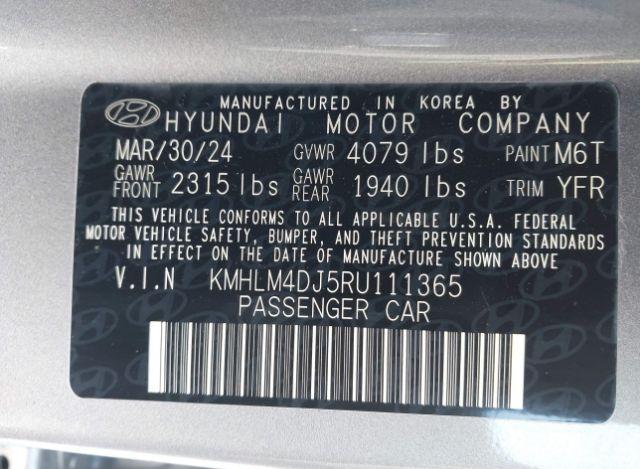 MANUFACTURED IN KOREA BY
HYUNDAI MOTOR COMPANY
MAR/30/24 GVWR 4079 lbs PAINT M6T
GAWR FRONT 2315 lbs GAWR REAR 1940 lbs TRIM YFR
THIS VEHICLE CONFORMS TO ALL APPLICABLE U.S.A. FEDERAL
MOTOR VEHICLE SAFETY, BUMPER, AND THEFT PREVENTION STANDARDS
IN EFFECT ON THE DATE OF MANUFACTURE SHOWN ABOVE
V.I.N KMHLM4DJ5RU111365
PASSENGER CAR